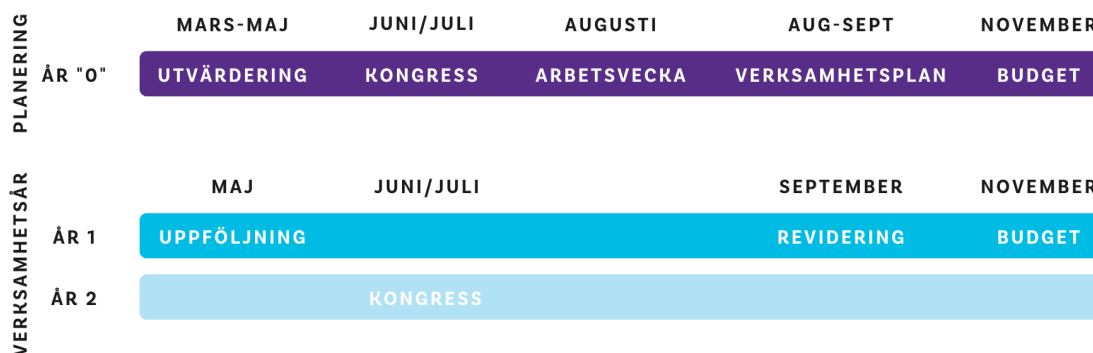 PLANERING
MARS-MAJ JUNI/JULI AUGUSTI AUG-SEPT NOVEMBER
ÅR "0" UTVÄRDERING KONGRESS ARBETSVECKA VERKSAMHETSPLAN BUDGET
VERKSAMHETSÅR
MAJ JUNI/JULI SEPTEMBER NOVEMBER
ÅR 1 UPPFÖLJNING REVIDERING BUDGET
ÅR 2 KONGRESS